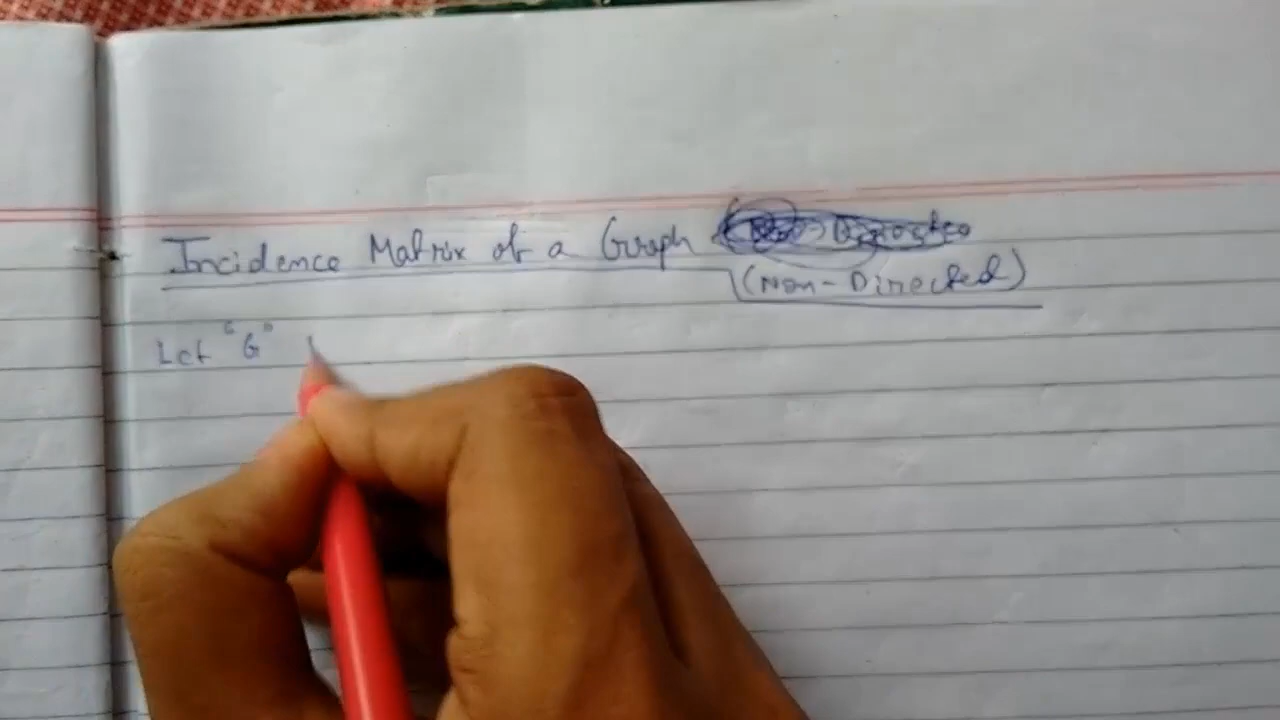 Incidence Matrix of a Graph
(Non-Directed)
Let "G"